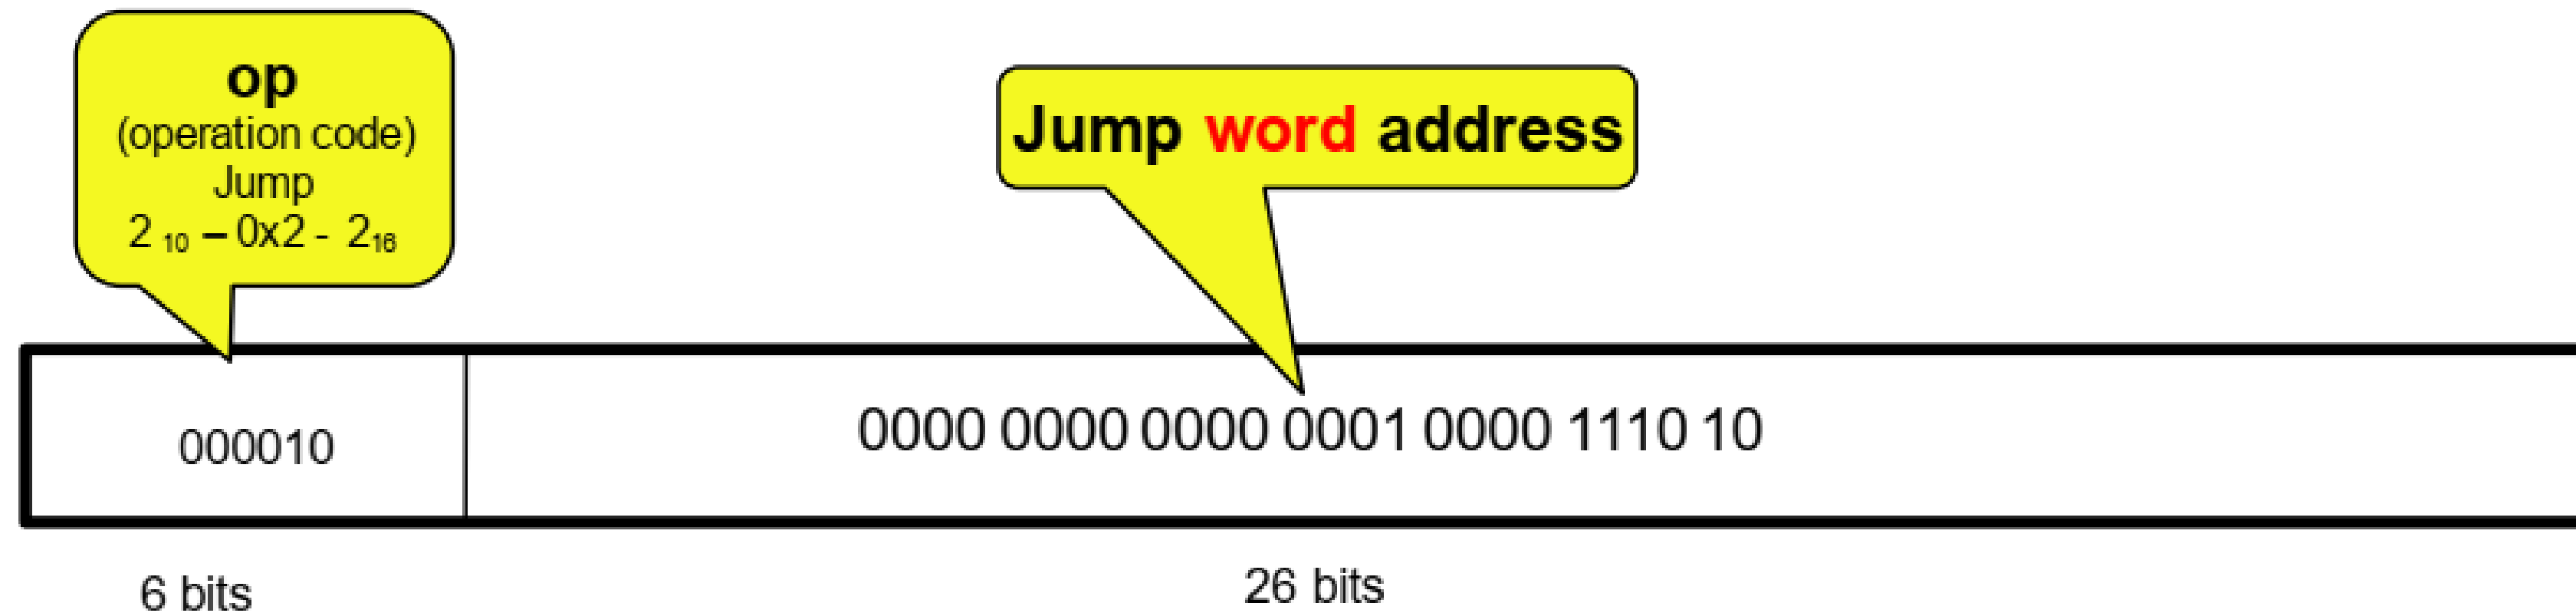 op
(operation code)
Jump
2 10 – 0x2 - 216
Jump word address
000010
0000 0000 0000 0001 0000 1110 10
6 bits
26 bits